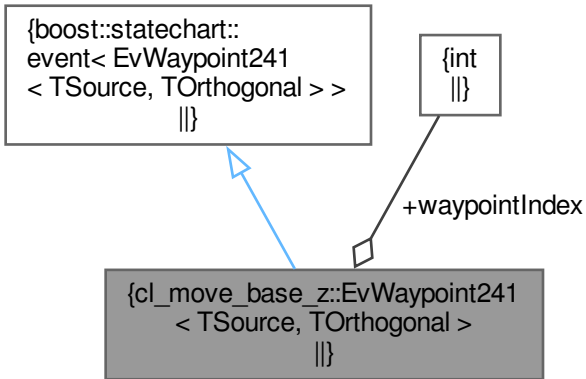 {boost::statechart::
event< EvWaypoint241
< TSource, TOrthogonal > >
||}
{int
||}
+waypointIndex
{cl_move_base_z::EvWaypoint241
< TSource, TOrthogonal >
||}